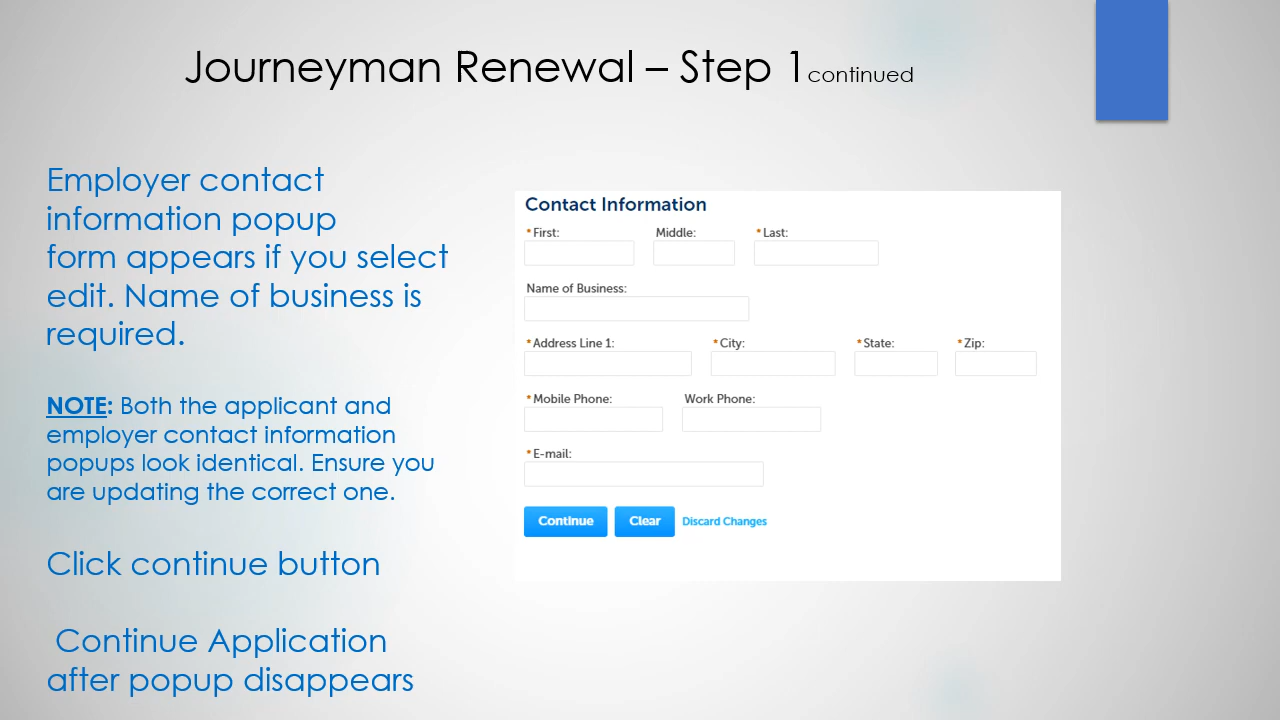 Journeyman Renewal – Step 1 continued
Employer contact
information popup
form appears if you select
edit. Name of business is
required.
NOTE: Both the applicant and
employer contact information
popups look identical. Ensure you
are updating the correct one.
Click continue button
Continue Application
after popup disappears
Contact Information
* First: Middle: * Last:
Name of Business:
* Address Line 1: * City: * State: * Zip:
* Mobile Phone: Work Phone:
* E-mail:
Continue Clear Discard Changes